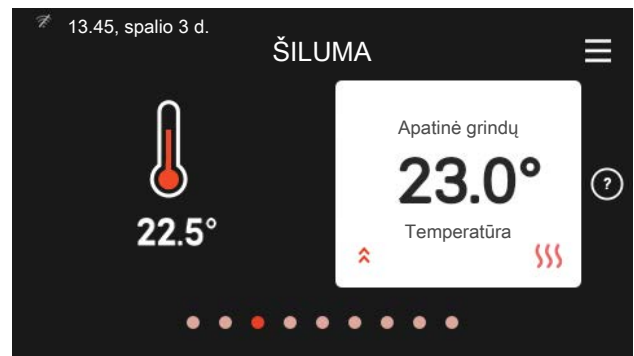 13.45, spalio 3 d.
ŠILUMA
22.5°
Apatinė grindų
23.0°
Temperatūra
?